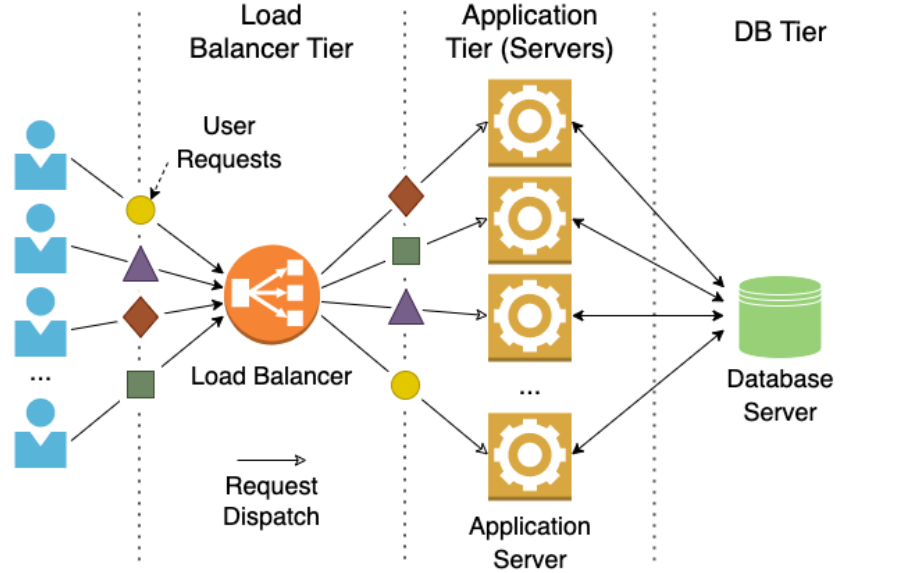 Load
Balancer Tier
Application
Tier (Servers)
DB Tier
User
Requests
...
Load Balancer
...
Database
Server
Request
Dispatch
Application
Server